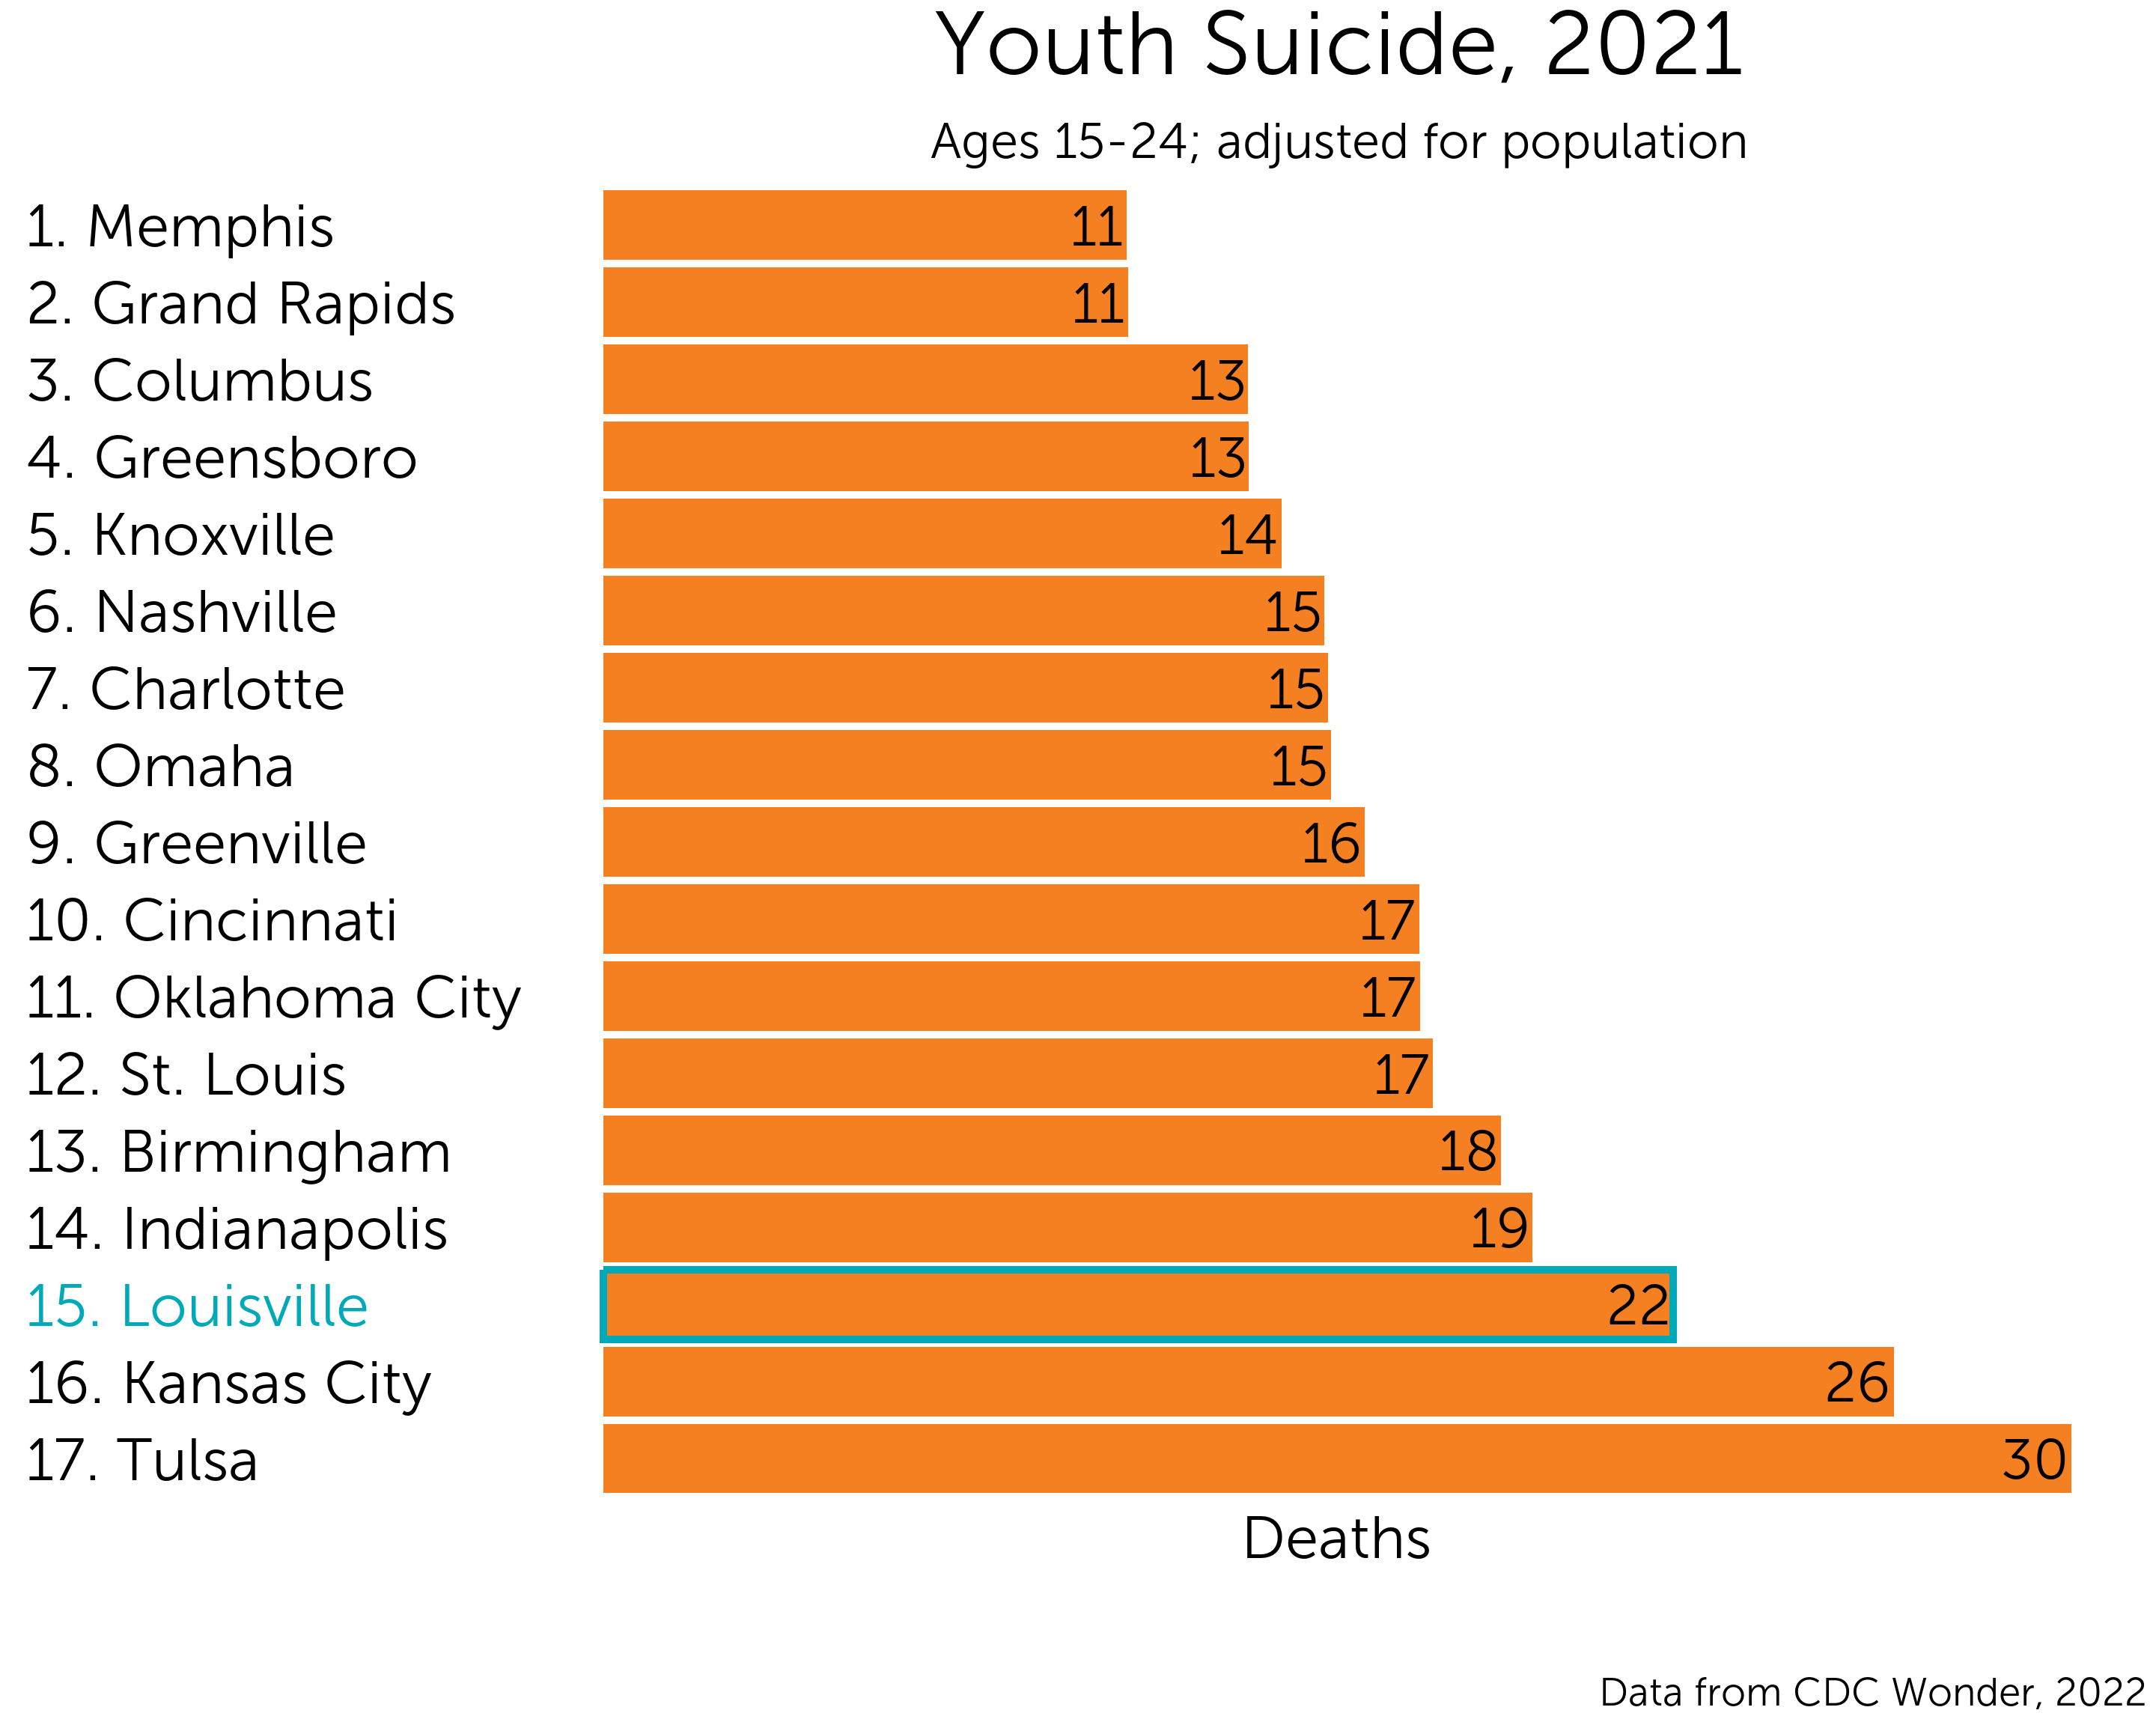 Youth Suicide, 2021
Ages 15-24; adjusted for population
1. Memphis 11
2. Grand Rapids 11
3. Columbus 13
4. Greensboro 13
5. Knoxville 14
6. Nashville 15
7. Charlotte 15
8. Omaha 15
9. Greenville 16
10. Cincinnati 17
11. Oklahoma City 17
12. St. Louis 17
13. Birmingham 18
14. Indianapolis 19
15. Louisville 22
16. Kansas City 26
17. Tulsa 30
Deaths
Data from CDC Wonder, 2022